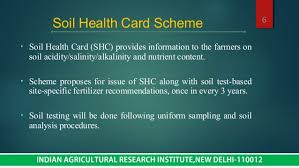 Soil Health Card Scheme
6
• Soil Health Card (SHC) provides information to the farmers on
soil acidity/salinity/alkalinity and nutrient content.
• Scheme proposes for issue of SHC along with soil test-based
site-specific fertilizer recommendations, once in every 3 years.
• Soil testing will be done following uniform sampling and soil
analysis procedures.
INDIAN AGRICULTURAL RESEARCH INSTITUTE,NEW DELHI-110012